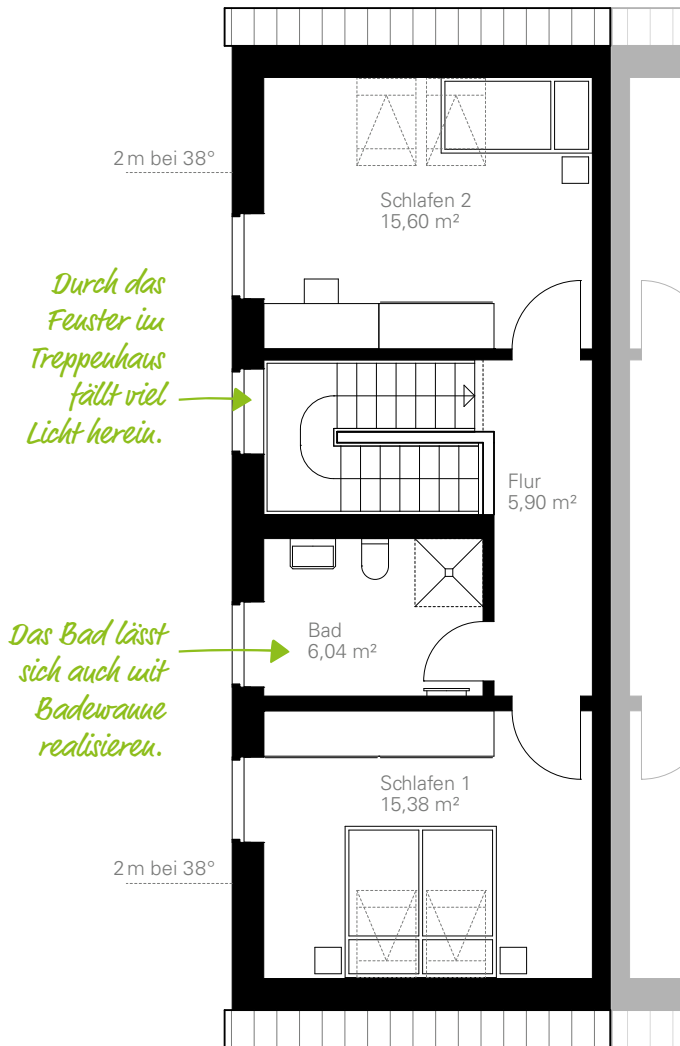 2 m bei 38°
Schlafen 2
15,60 m²
Durch das
Fenster im
Treppenhaus
fällt viel
Licht herein.
Flur
5,90 m²
Das Bad lässt
sich auch mit
Badewanne
realisieren.
Bad
6,04 m²
Schlafen 1
15,38 m²
2 m bei 38°